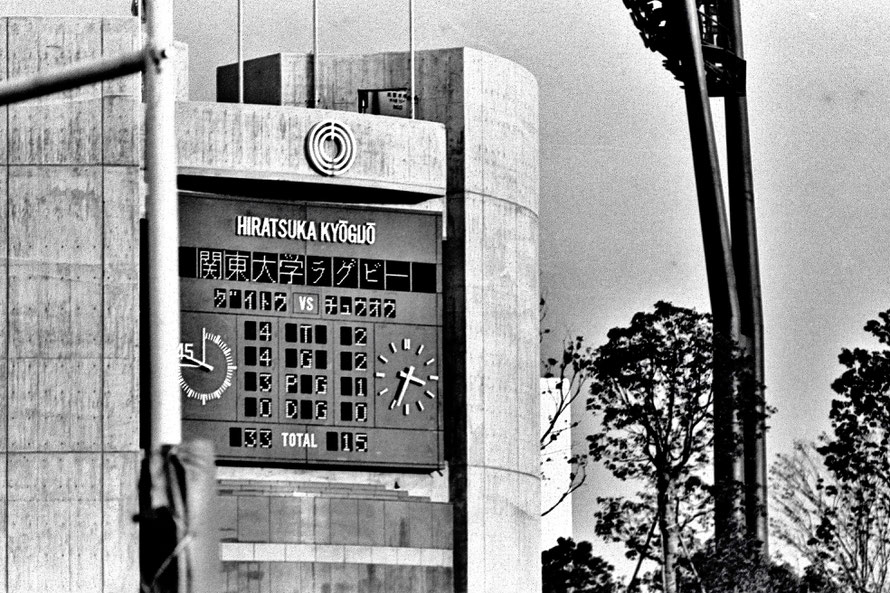 HIRATSUKA KYŌGIJŌ
関東大学ラグビー
ダイトウ VS チュウオウ
4 T 2
4 G 2
3 PG 1
0 DG 0
33 TOTAL 15
45